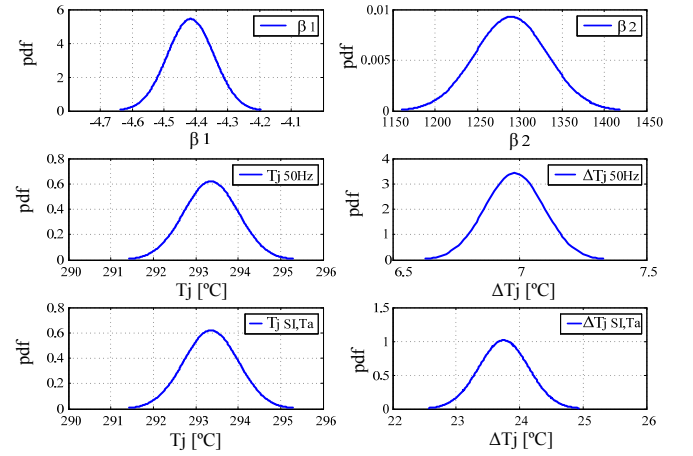 6
4
2
0
pdf
β 1
-4.7 -4.6 -4.5 -4.4 -4.3 -4.2 -4.1
β 1
0.01
0.005
0
pdf
β 2
1150 1200 1250 1300 1350 1400 1450
β 2
0.8
0.6
0.4
0.2
0
pdf
Tj 50Hz
290 291 292 293 294 295 296
Tj [ºC]
4
3
2
1
0
pdf
ΔTj 50Hz
6.5 7 7.5
ΔTj [ºC]
0.8
0.6
0.4
0.2
0
pdf
Tj SI,Ta
290 291 292 293 294 295 296
Tj [ºC]
1.5
1
0.5
0
pdf
ΔTj SI,Ta
22 23 24 25 26
ΔTj [ºC]